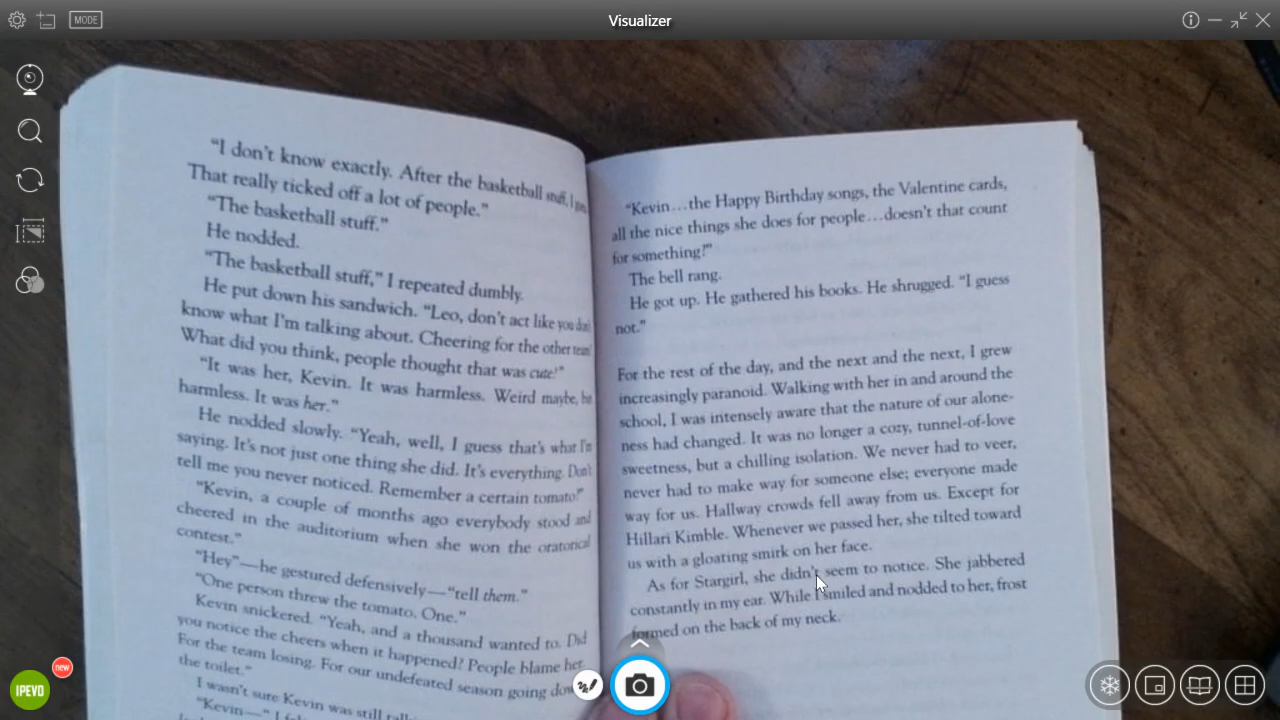 Visualizer
MODE
"I don't know exactly. After the basketball stuff, I
That really ticked off a lot of people."
"The basketball stuff."
He nodded.
"The basketball stuff," I repeated dumbly.
He put down his sandwich. "Leo, don't act like you don't
know what I'm talking about. Cheering for the other team?
What did you think, people thought that was cute?"
"It was her, Kevin. It was harmless. Weird maybe, but
harmless. It was her."
He nodded slowly. "Yeah, well, I guess that's what I'm
saying. It's not just one thing she did. It's everything. Don't
tell me you never noticed. Remember a certain tomato?"
"Kevin, a couple of months ago everybody stood and
cheered in the auditorium when she won the oratorical
contest."
"Hey"—he gestured defensively—"tell them."
"One person threw the tomato. One."
Kevin snickered. "Yeah, and a thousand wanted to. Did
you notice the cheers when it happened? People blame her.
For the team losing. For our undefeated season going down
the toilet."
I wasn't sure Kevin was still
"Kevin—" I
"Kevin…the Happy Birthday songs, the Valentine cards,
all the nice things she does for people…doesn't that count
for something?"
The bell rang.
He got up. He gathered his books. He shrugged. "I guess
not."
For the rest of the day, and the next and the next, I grew
increasingly paranoid. Walking with her in and around the
school, I was intensely aware that the nature of our alone-
ness had changed. It was no longer a cozy, tunnel-of-love
sweetness, but a chilling isolation. We never had to veer,
never had to make way for someone else; everyone made
way for us. Hallway crowds fell away from us. Except for
Hillari Kimble. Whenever we passed her, she tilted toward
us with a gloating smirk on her face.
As for Stargirl, she didn't seem to notice. She jabbered
constantly in my ear. While I smiled and nodded to her, frost
formed on the back of my neck.
IPEVO
new